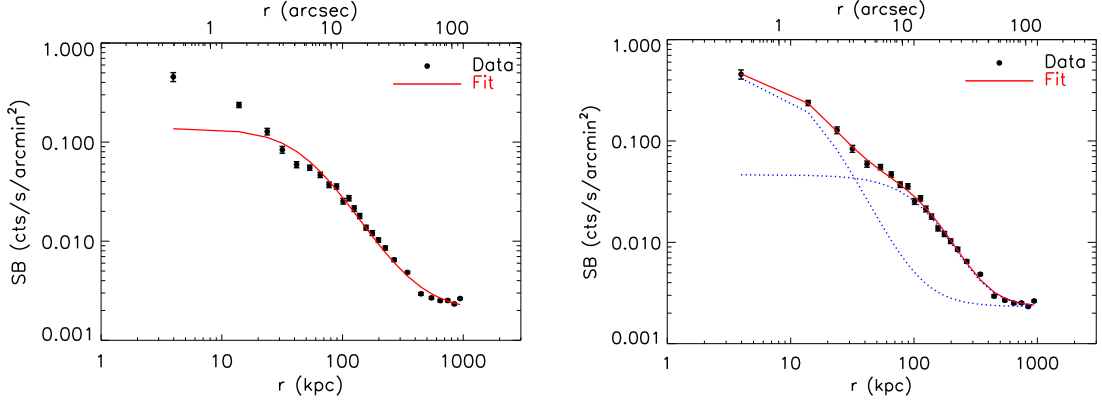 r (arcsec)
1 10 100
1.000
0.100
0.010
0.001
SB (cts/s/arcmin²)
Data
Fit
1 10 100 1000
r (kpc)
r (arcsec)
1 10 100
1.000
0.100
0.010
0.001
SB (cts/s/arcmin²)
Data
Fit
1 10 100 1000
r (kpc)